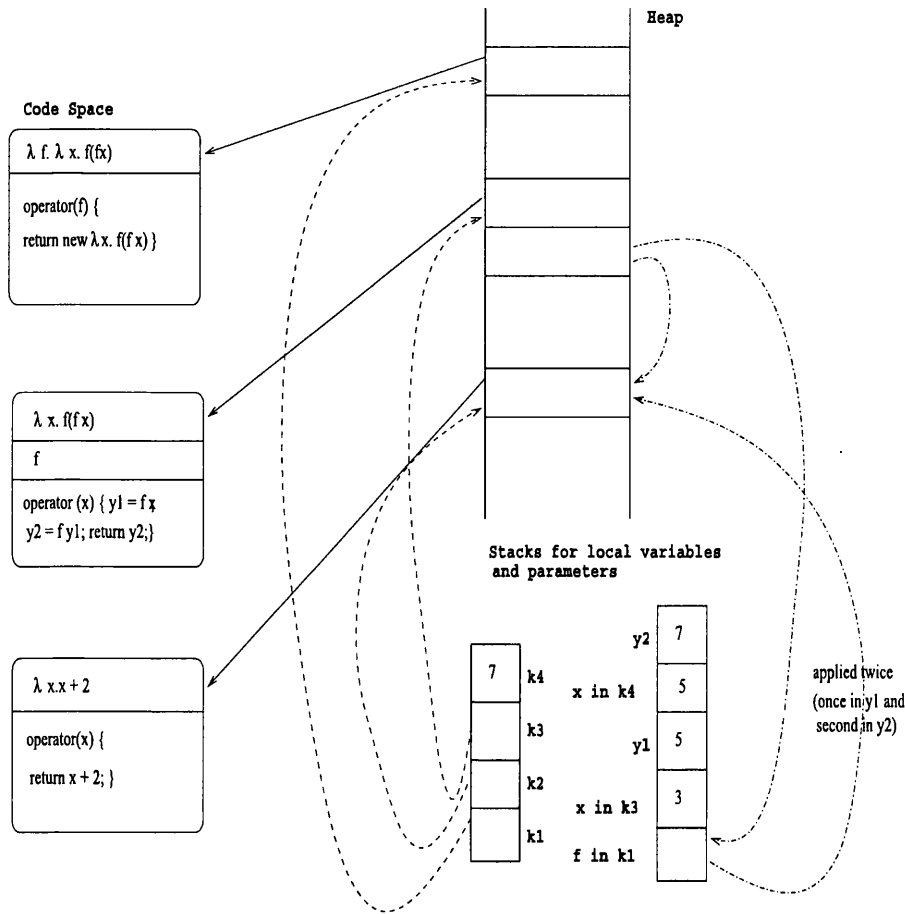 Heap
Code Space
λ f. λ x. f(fx)
operator(f) {
return new λ x. f(f x) }
λ x. f(f x)
f
operator (x) { y1 = f x;
y2 = f y1; return y2;}
λ x.x + 2
operator(x) {
return x + 2; }
Stacks for local variables
and parameters
7
k4
k3
k2
k1
y2
7
x in k4
5
y1
5
x in k3
3
f in k1
applied twice
(once in y1 and
second in y2)